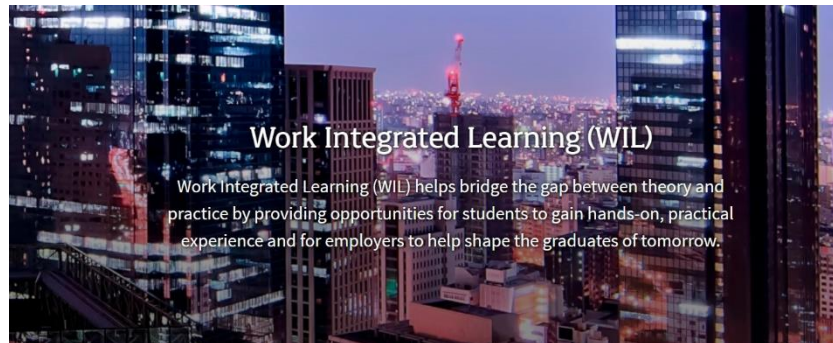 Work Integrated Learning (WIL)
Work Integrated Learning (WIL) helps bridge the gap between theory and
practice by providing opportunities for students to gain hands-on, practical
experience and for employers to help shape the graduates of tomorrow.